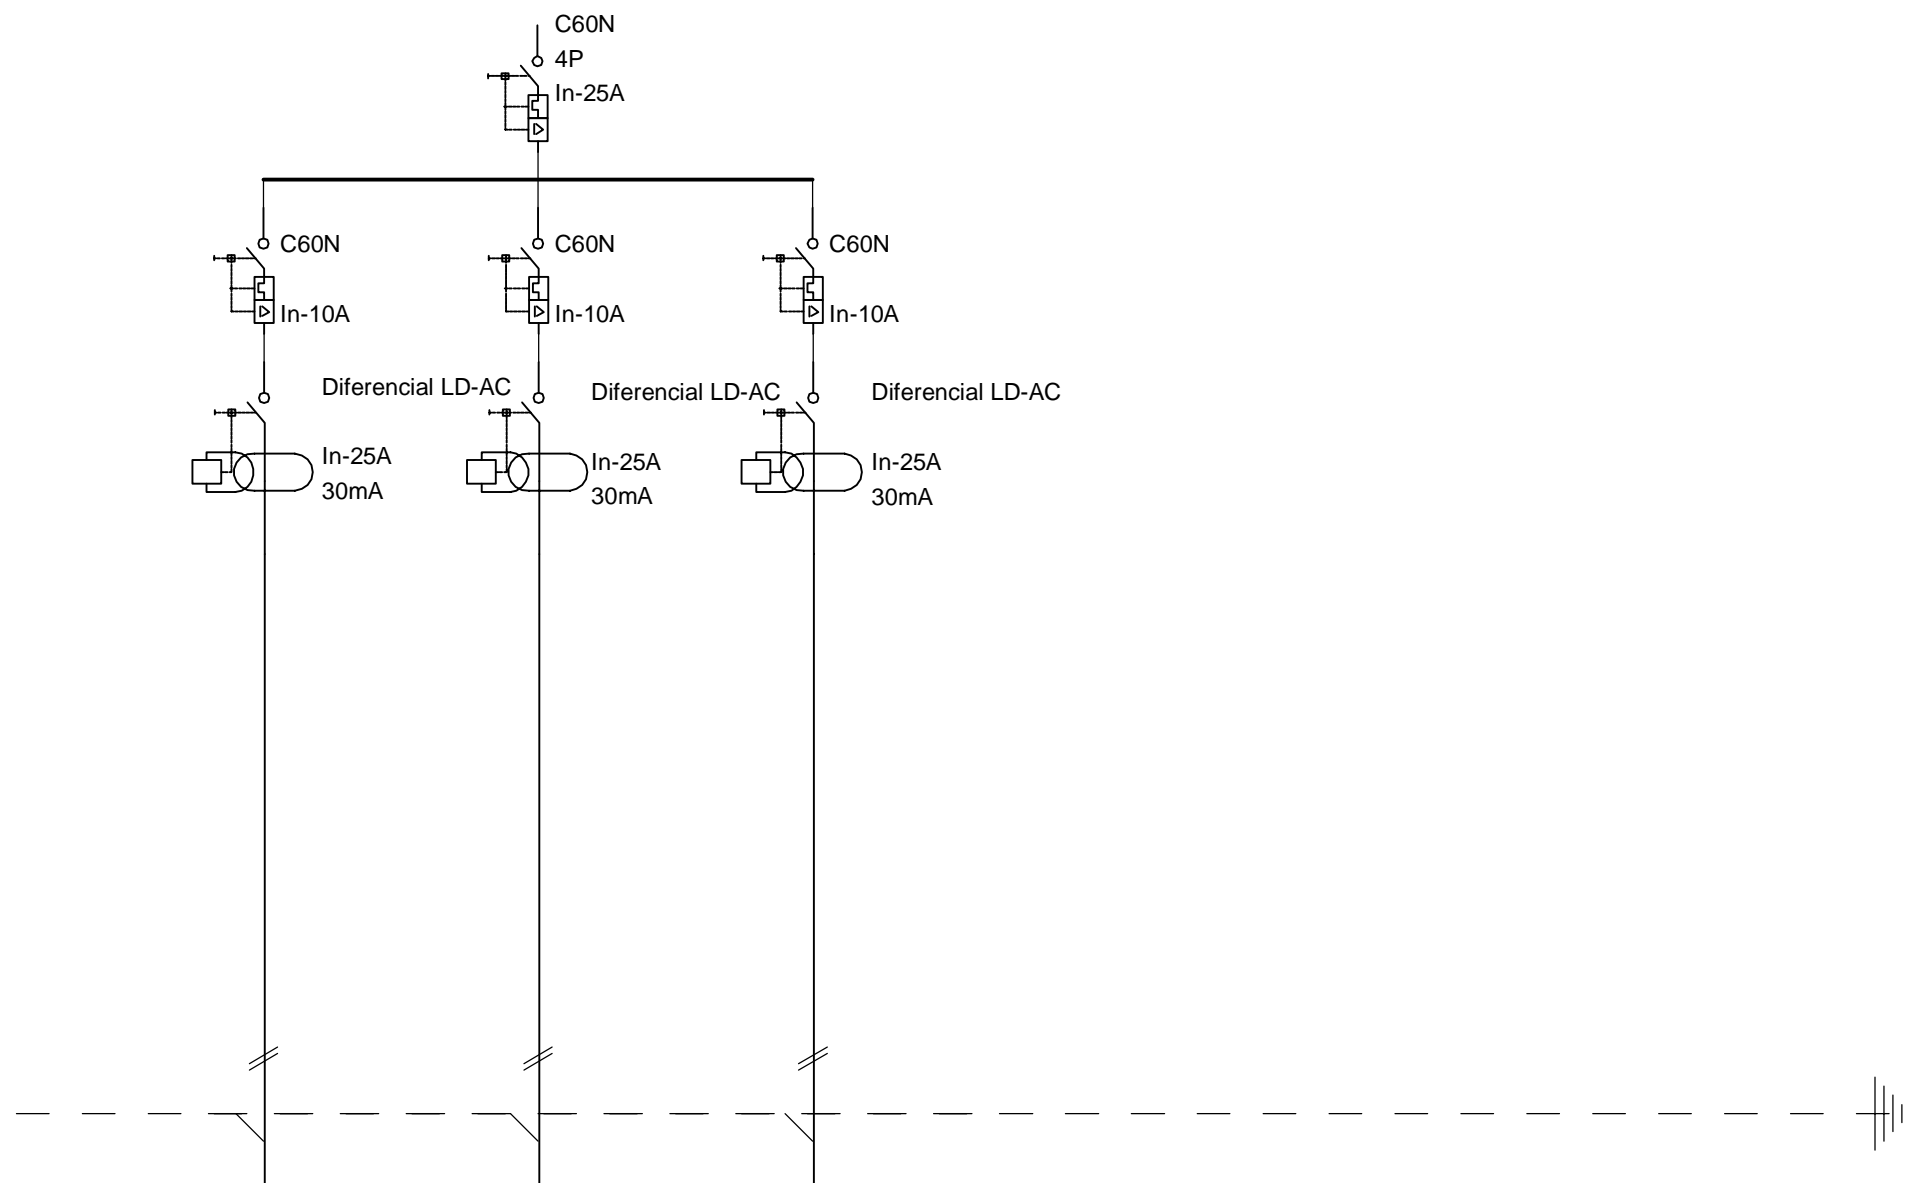 C60N
4P
In-25A
C60N
C60N
C60N
In-10A
In-10A
In-10A
Diferencial LD-AC
Diferencial LD-AC
Diferencial LD-AC
In-25A
In-25A
In-25A
30mA
30mA
30mA